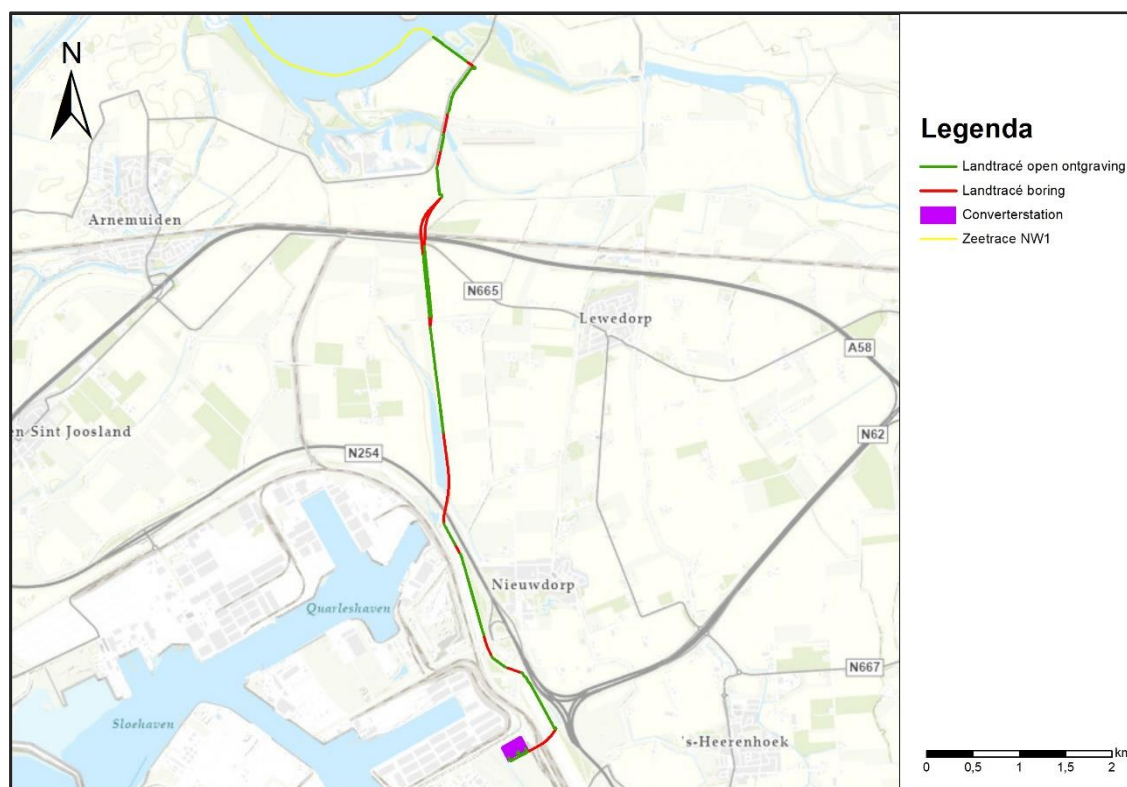 N
Arnemuiden
N665
Lewedorp
A58
N62
en Sint Joosland
N254
Nieuwdorp
Quarleshaven
N667
Sloehaven
's-Heerenhoek
Legenda
Landtracé open ontgraving
Landtracé boring
Converterstation
Zeetrace NW1
km
0 0,5 1 1,5 2